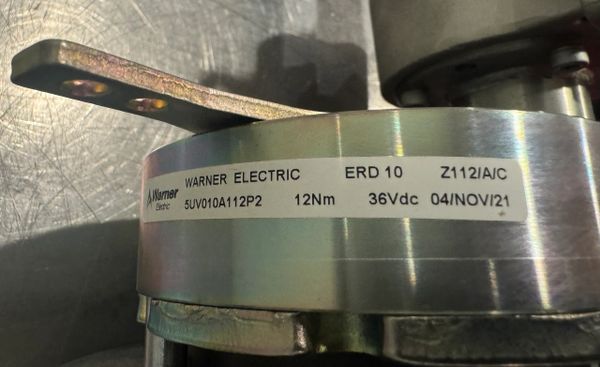 WARNER ELECTRIC ERD 10 Z112/A/C
Warner Electric 5UV010A112P2 12Nm 36Vdc 04/NOV/21